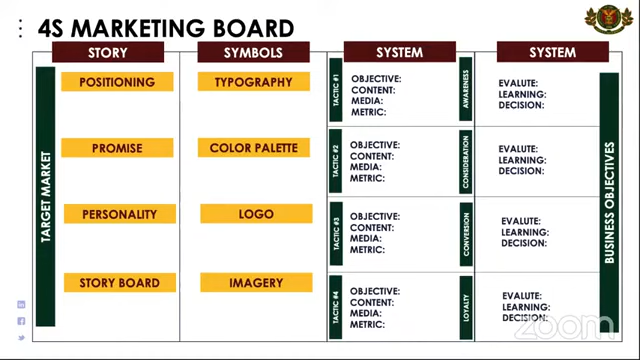 4S MARKETING BOARD
STORY
SYMBOLS
SYSTEM
SYSTEM
TARGET MARKET
POSITIONING
PROMISE
PERSONALITY
STORY BOARD
TYPOGRAPHY
COLOR PALETTE
LOGO
IMAGERY
TACTIC #1
OBJECTIVE:
CONTENT:
MEDIA:
METRIC:
AWARENESS
EVALUTE:
LEARNING:
DECISION:
TACTIC #2
OBJECTIVE:
CONTENT:
MEDIA:
METRIC:
CONSIDERATION
EVALUTE:
LEARNING:
DECISION:
TACTIC #3
OBJECTIVE:
CONTENT:
MEDIA:
METRIC:
CONVERSION
EVALUTE:
LEARNING:
DECISION:
TACTIC #4
OBJECTIVE:
CONTENT:
MEDIA:
METRIC:
LOYALTY
EVALUTE:
LEARNING:
DECISION:
BUSINESS OBJECTIVES
zoom